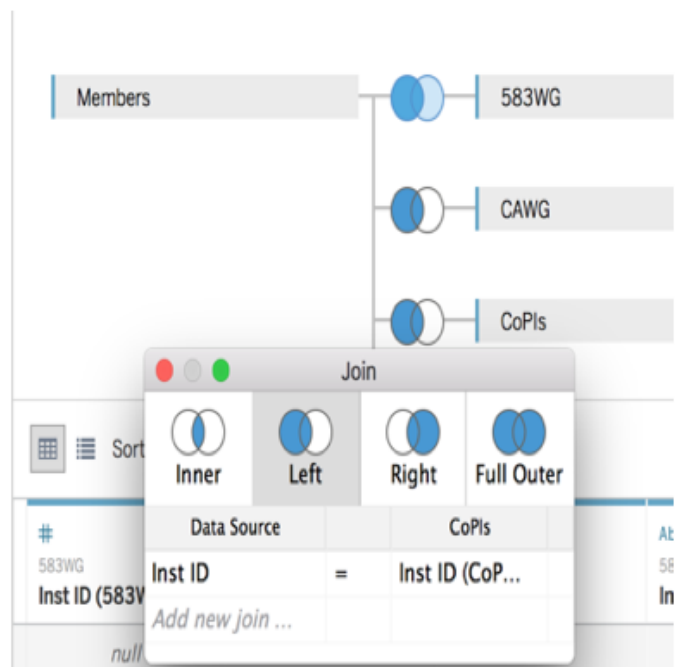 Members
583WG
CAWG
CoPIs
Join
Sort
Inner Left Right Full Outer
Data Source CoPIs
#
583WG
Inst ID = Inst ID (CoP...
Inst ID (583W
Add new join ...
null